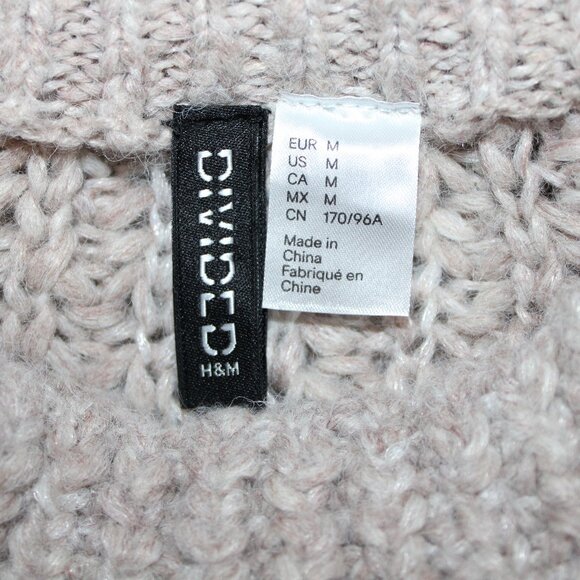 DIVIDED
H&M
EUR M
US M
CA M
MX M
CN 170/96A
Made in
China
Fabriqué en
Chine